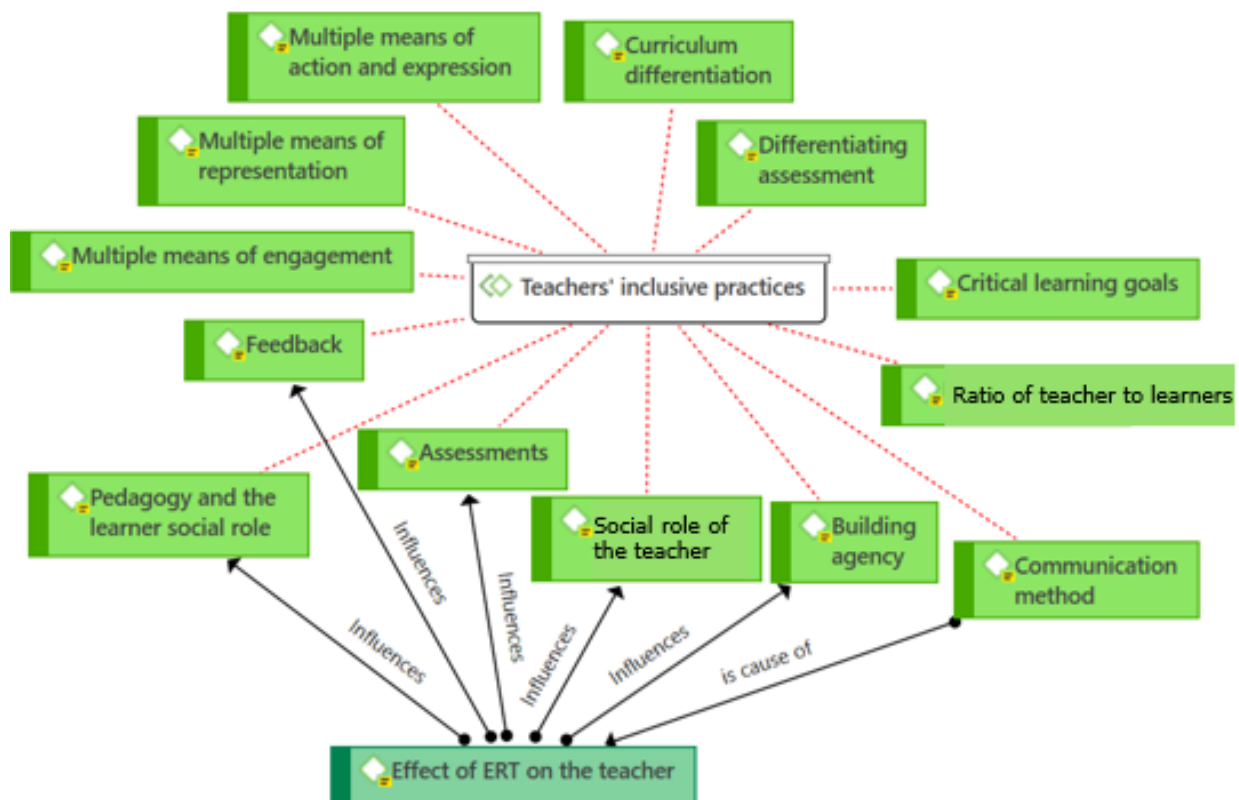 Multiple means of
action and expression
Curriculum
differentiation
Multiple means of
representation
Differentiating
assessment
Multiple means of engagement
Teachers' inclusive practices
Critical learning goals
Feedback
Ratio of teacher to learners
Assessments
Pedagogy and the
learner social role
Social role of
the teacher
Building
agency
Communication
method
Influences
Influences
Influences
Influences
Influences
is cause of
Effect of ERT on the teacher